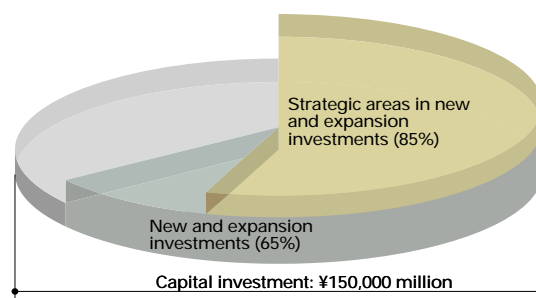 Strategic areas in new
and expansion
investments (85%)
New and expansion
investments (65%)
Capital investment: ¥150,000 million